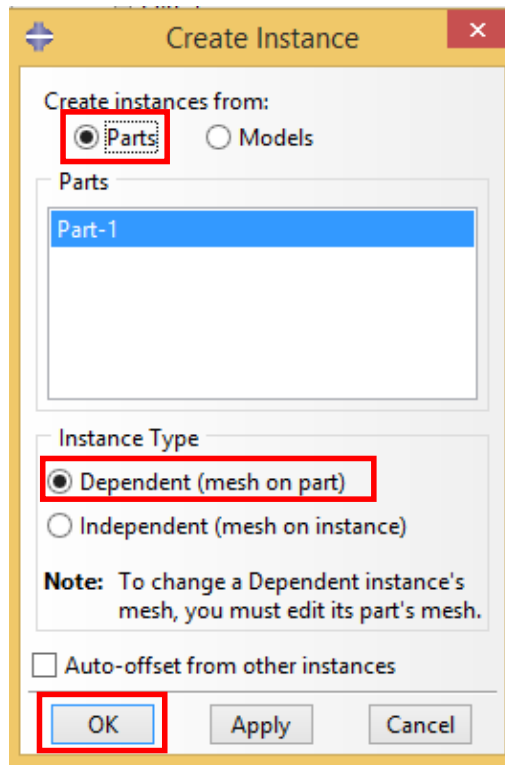 Create Instance
Create instances from:
Parts
Models
Parts
Part-1
Instance Type
Dependent (mesh on part)
Independent (mesh on instance)
Note: To change a Dependent instance's
mesh, you must edit its part's mesh.
Auto-offset from other instances
OK Apply Cancel